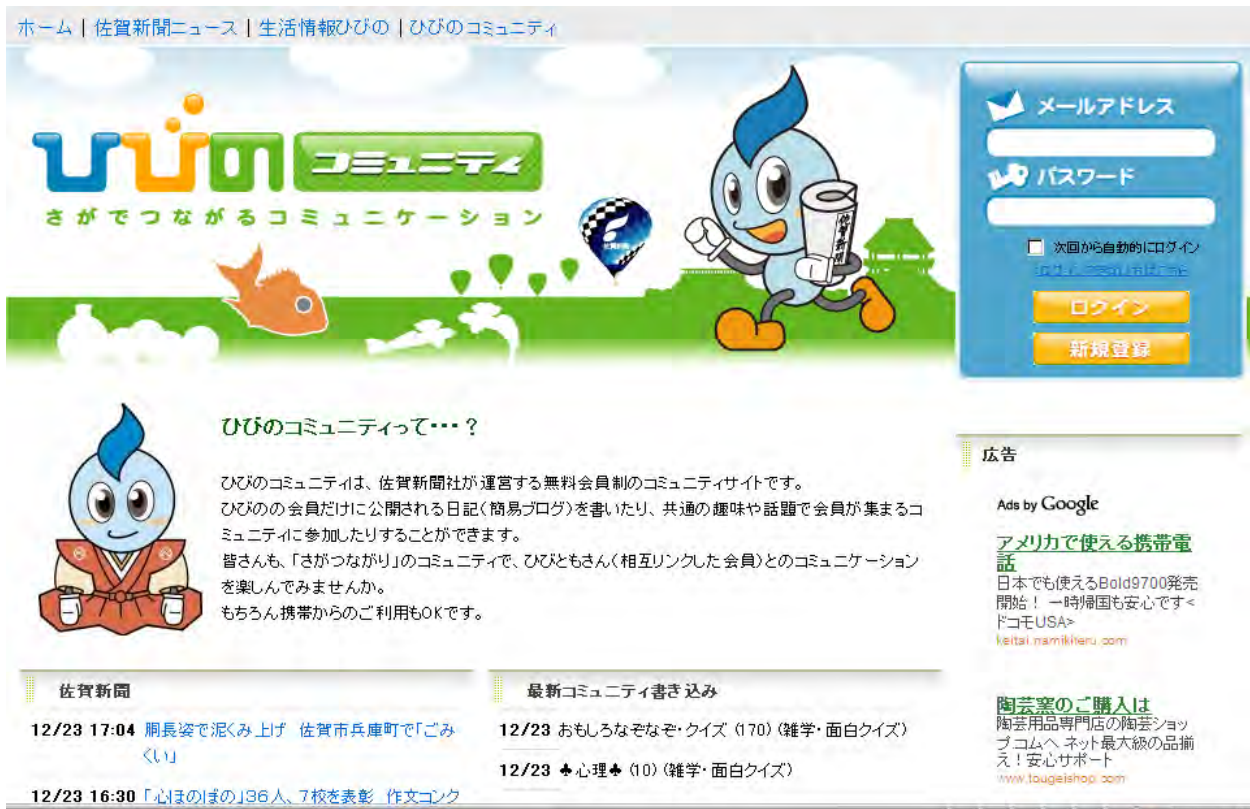 ホーム | 佐賀新聞ニュース | 生活情報ひびの | ひびのコミュニティ
ひびの コミュニティ
さがでつながるコミュニケーション
佐賀新聞
佐賀新聞
メールアドレス
パスワード
次回から自動的にログイン
ログイン
新規登録
ひびのコミュニティって・・・?
ひびのコミュニティは、佐賀新聞社が運営する無料会員制のコミュニティサイトです。
ひびのの会員だけに公開される日記(簡易ブログ)を書いたり、共通の趣味や話題で会員が集まるコ
ミュニティに参加したりすることができます。
皆さんも、「さがつながり」のコミュニティで、ひびともさん(相互リンクした会員)とのコミュニケーション
を楽しんでみませんか。
もちろん携帯からのご利用もOKです。
広告
Ads by Google
アメリカで使える携帯電
話
日本でも使えるBold9700発売
開始! 一時帰国も安心です<
ドコモUSA>
keitai.namikiteru.com
陶芸窯のご購入は
陶芸用品専門店の陶芸ショッ
プコムへ ネット最大級の品揃
え!安心サポート
www.tougeishop.com
佐賀新聞
12/23 17:04 胴長姿で泥くみ上げ 佐賀市兵庫町で「ごみ
くい」
12/23 16:30 「心ほのぼの」36人、7校を表彰 作文コンク
最新コミュニティ書き込み
12/23 おもしろなぞなぞ・クイズ (170) (雑学・面白クイズ)
12/23 ♣心理♣ (10) (雑学・面白クイズ)